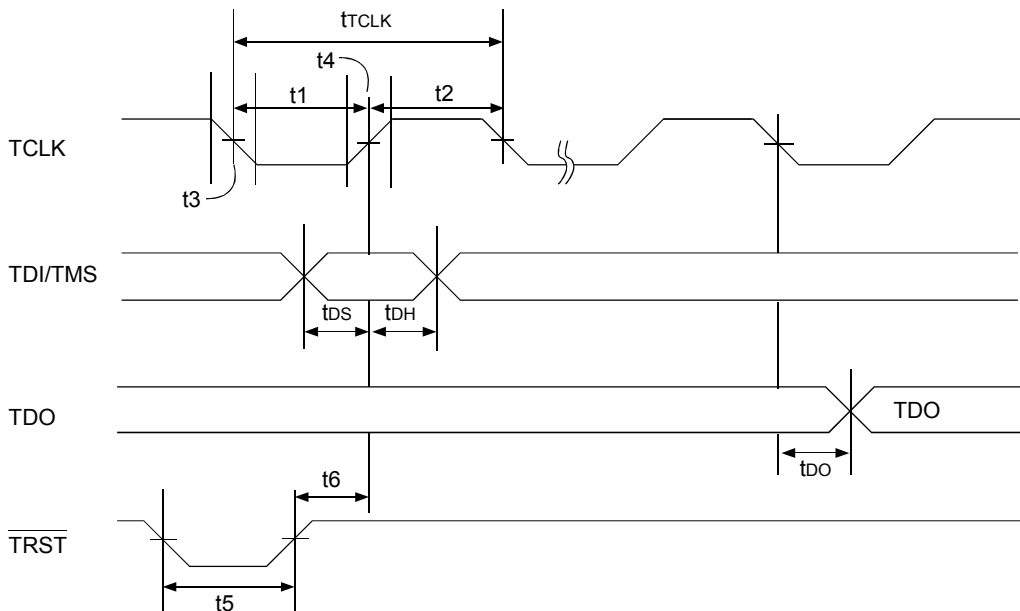 tTCLK
t4
t1
t2
TCLK
t3
TDI/TMS
tDS
tDH
TDO
TDO
tDO
t6
TRST
t5